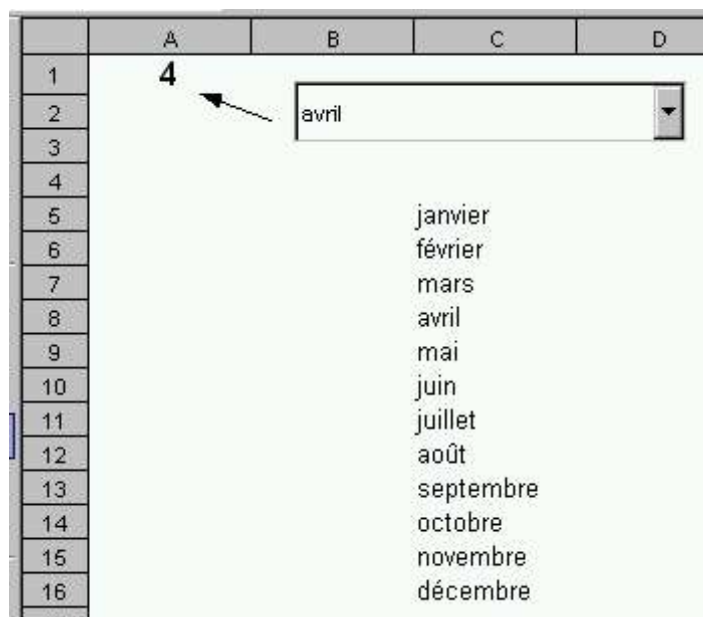 A B C D
1 4
2 avril
3
4
5 janvier
6 février
7 mars
8 avril
9 mai
10 juin
11 juillet
12 août
13 septembre
14 octobre
15 novembre
16 décembre